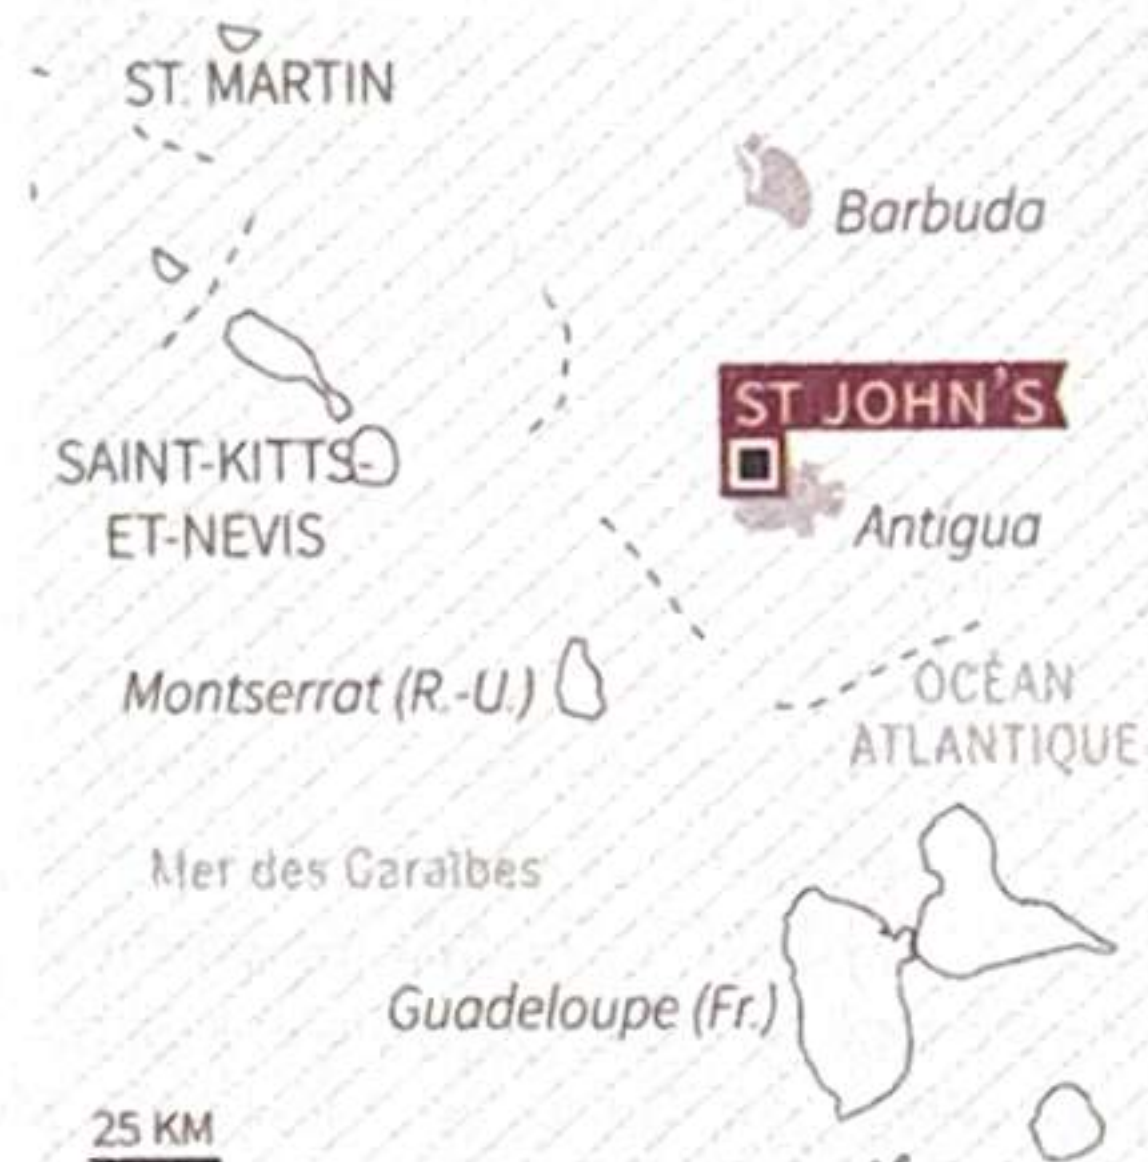 ST. MARTIN
Barbuda
ST JOHN'S
SAINT-KITTS-
ET-NEVIS
Antigua
Montserrat (R.-U.)
OCÉAN
ATLANTIQUE
Mer des Caraïbes
Guadeloupe (Fr.)
25 KM